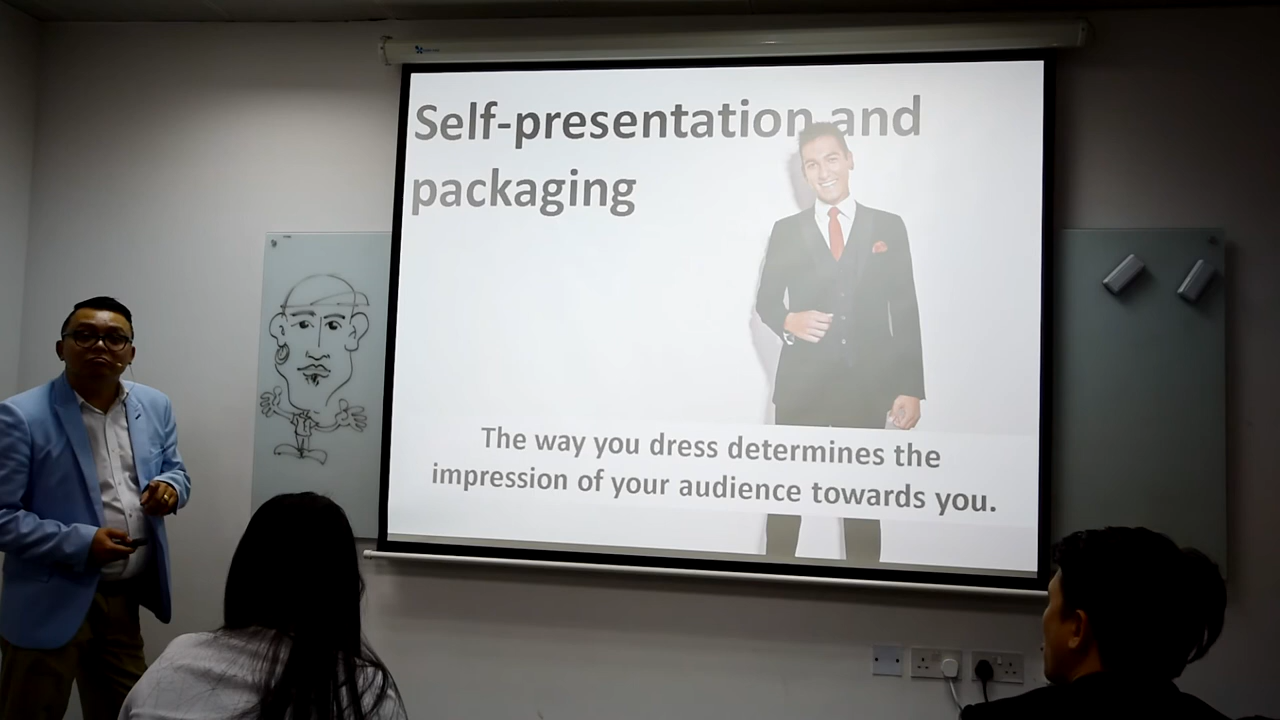 Self-presentation and
packaging
The way you dress determines the
impression of your audience towards you.